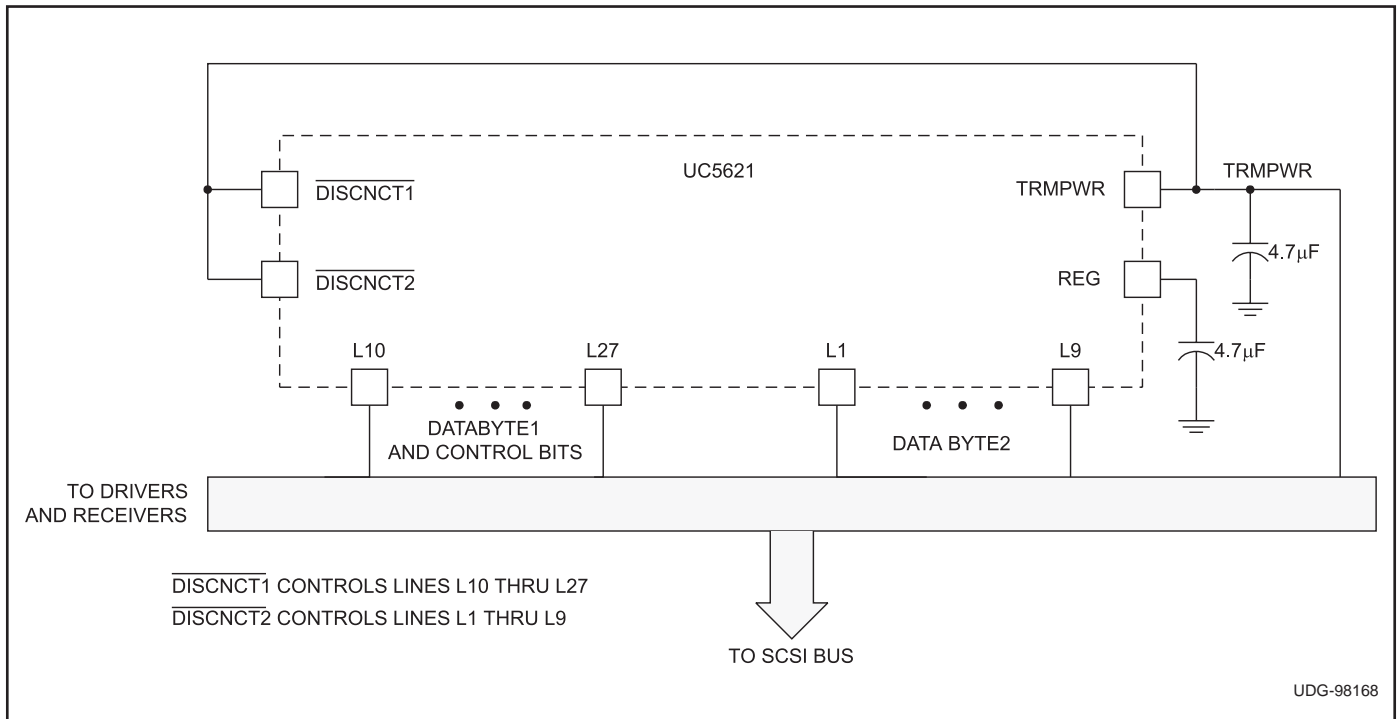 UC5621
TRMPWR
DISCNCT1
TRMPWR
DISCNCT2
REG
4.7µF
L10
L27
L1
L9
4.7µF
DATABYTE1
AND CONTROL BITS
DATA BYTE2
TO DRIVERS
AND RECEIVERS
DISCNCT1 CONTROLS LINES L10 THRU L27
DISCNCT2 CONTROLS LINES L1 THRU L9
TO SCSI BUS
UDG-98168